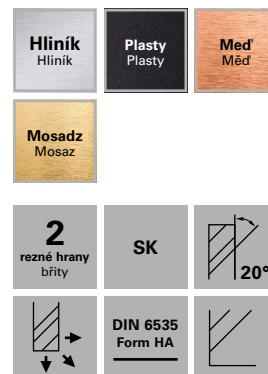 Hliník
Hliník
Plasty
Plasty
Meď
Měď
Mosadz
Mosaz
2
rezné hrany
břity
SK
20°
DIN 6535
Form HA